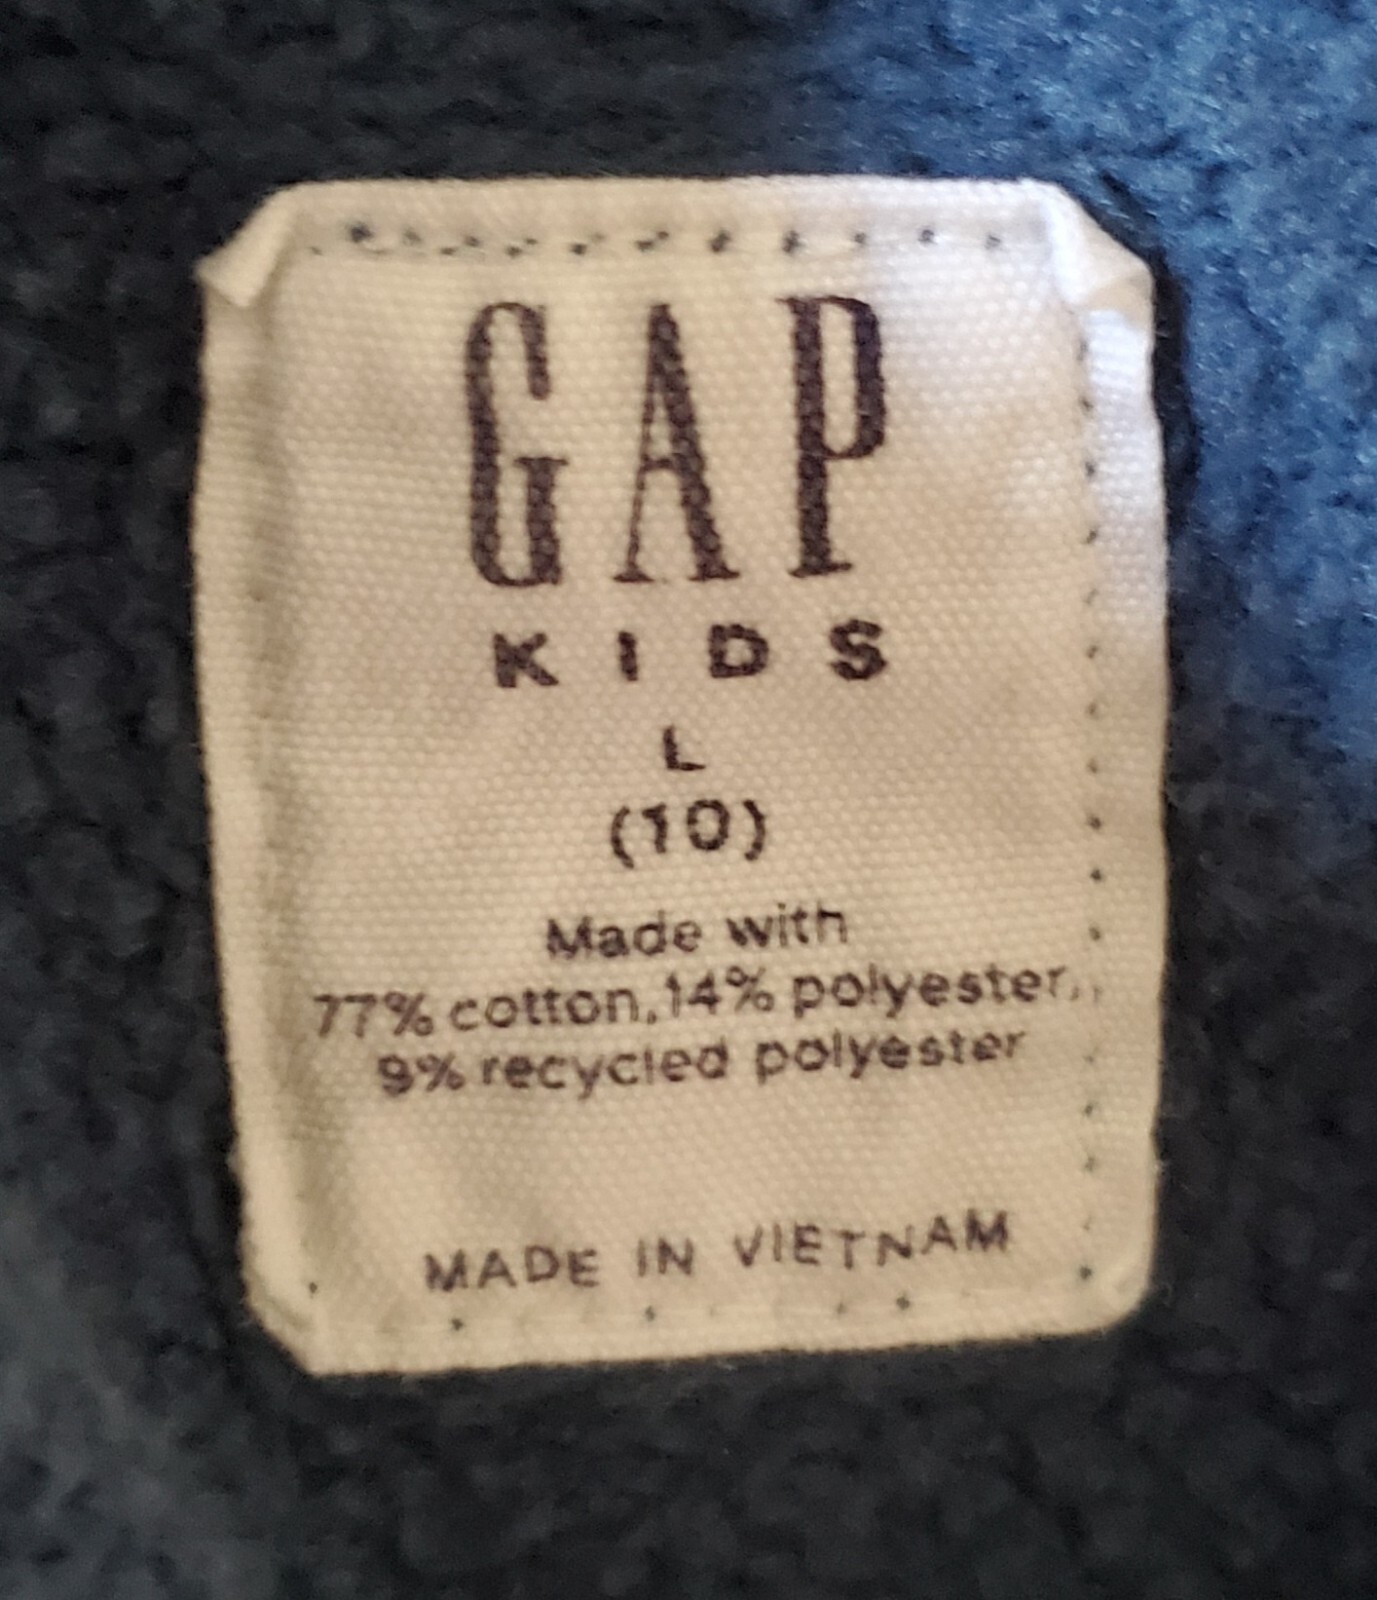 GAP
KIDS
L
(10)
Made with
77% cotton, 14% polyester,
9% recycled polyester
MADE IN VIETNAM